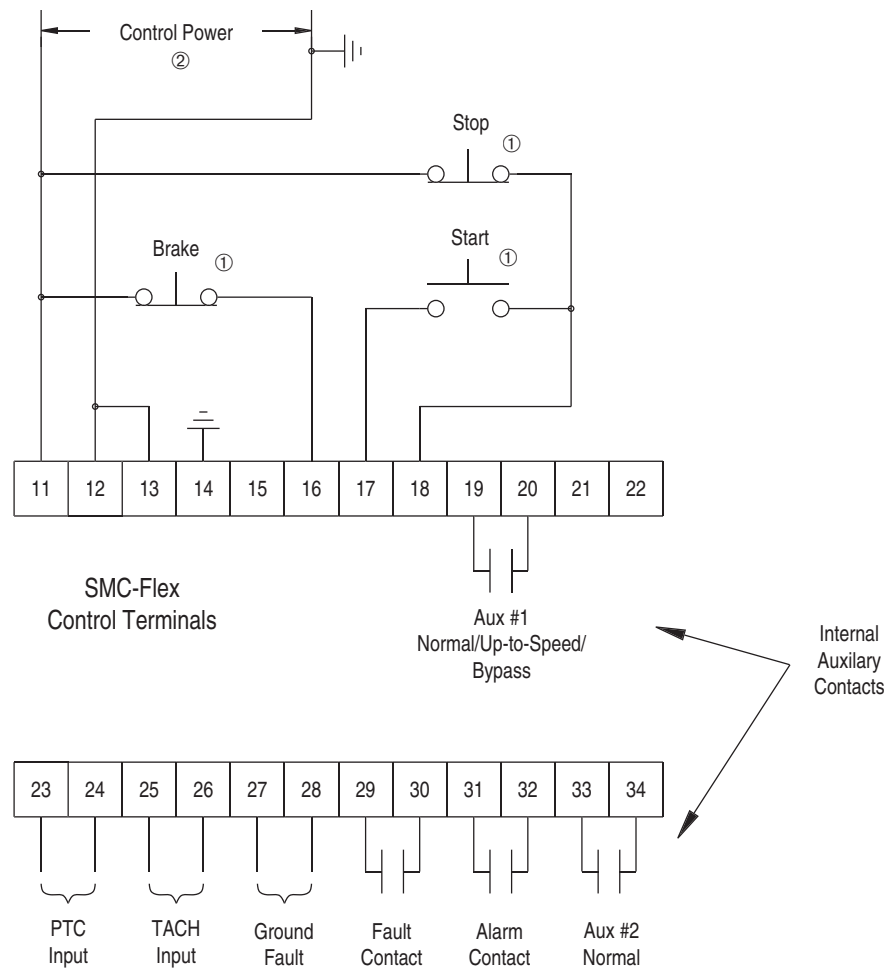 Control Power
②
Stop
①
Brake
①
Start
①
11 12 13 14 15 16 17 18 19 20 21 22
SMC-Flex
Control Terminals
Aux #1
Normal/Up-to-Speed/
Bypass
Internal
Auxilary
Contacts
23 24 25 26 27 28 29 30 31 32 33 34
PTC
Input
TACH
Input
Ground
Fault
Fault
Contact
Alarm
Contact
Aux #2
Normal